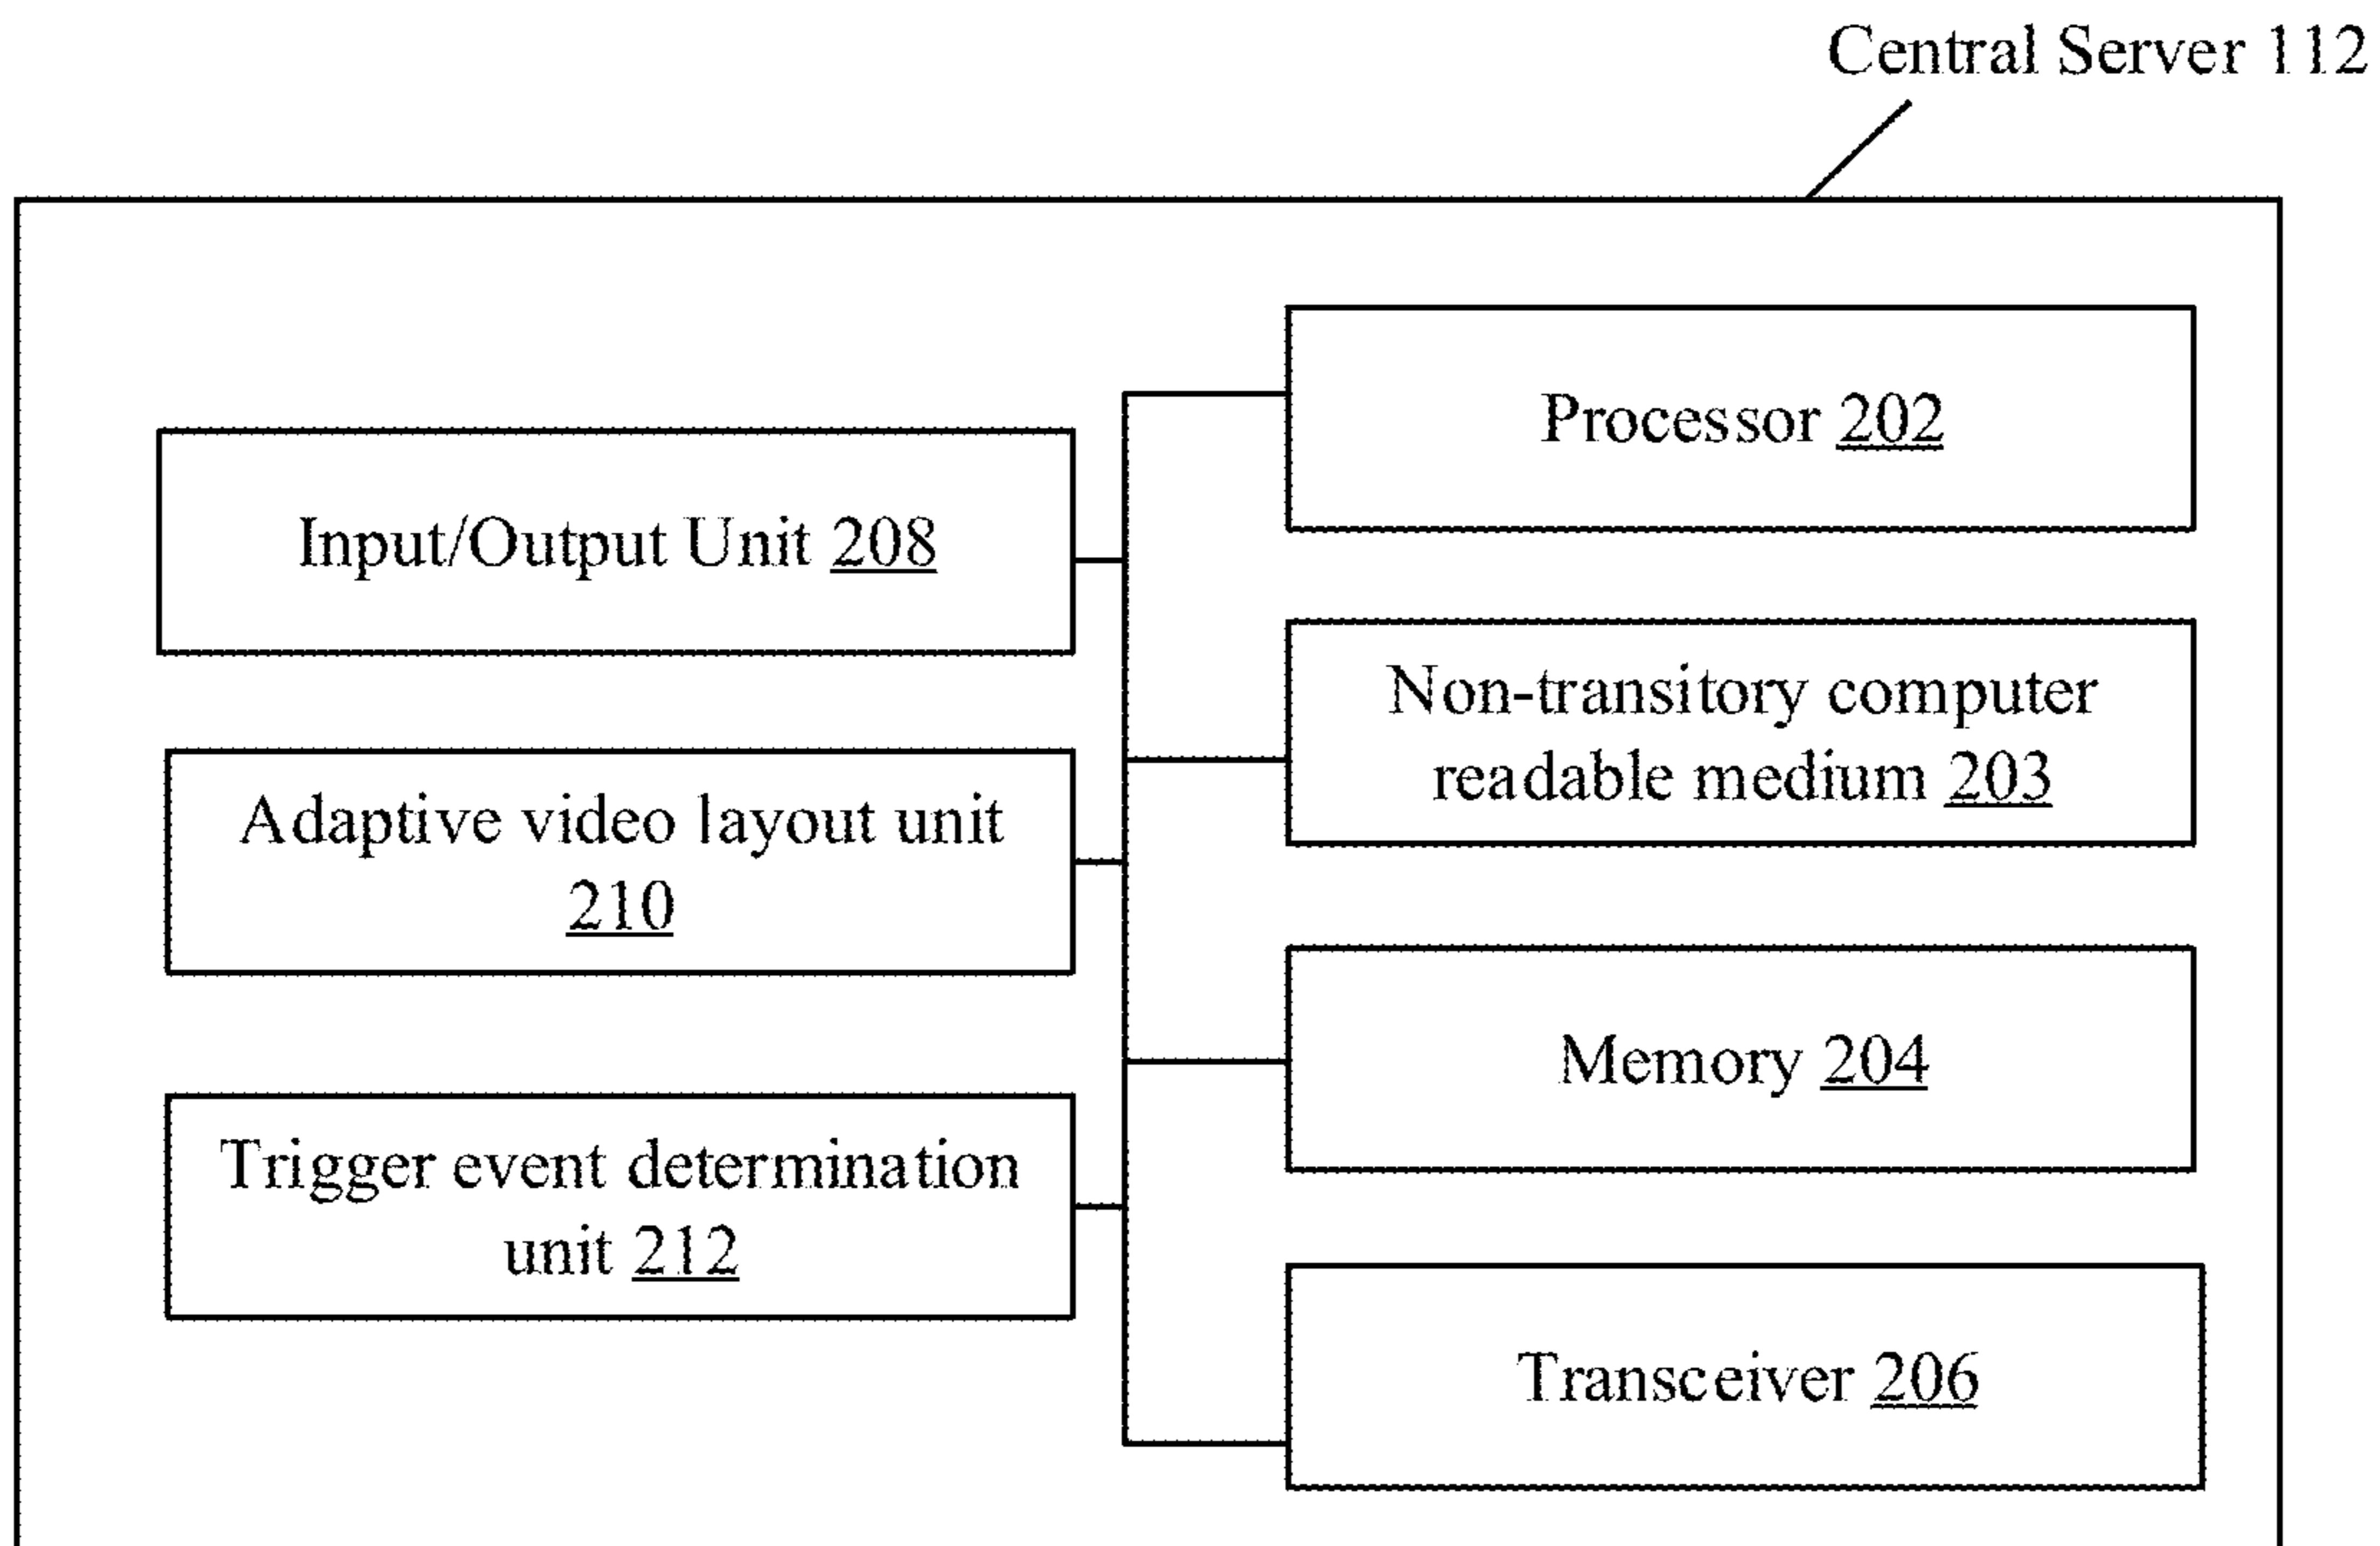 Central Server 112
Processor 202
Input/Output Unit 208
Non-transitory computer
readable medium 203
Adaptive video layout unit
210
Memory 204
Trigger event determination
unit 212
Transceiver 206